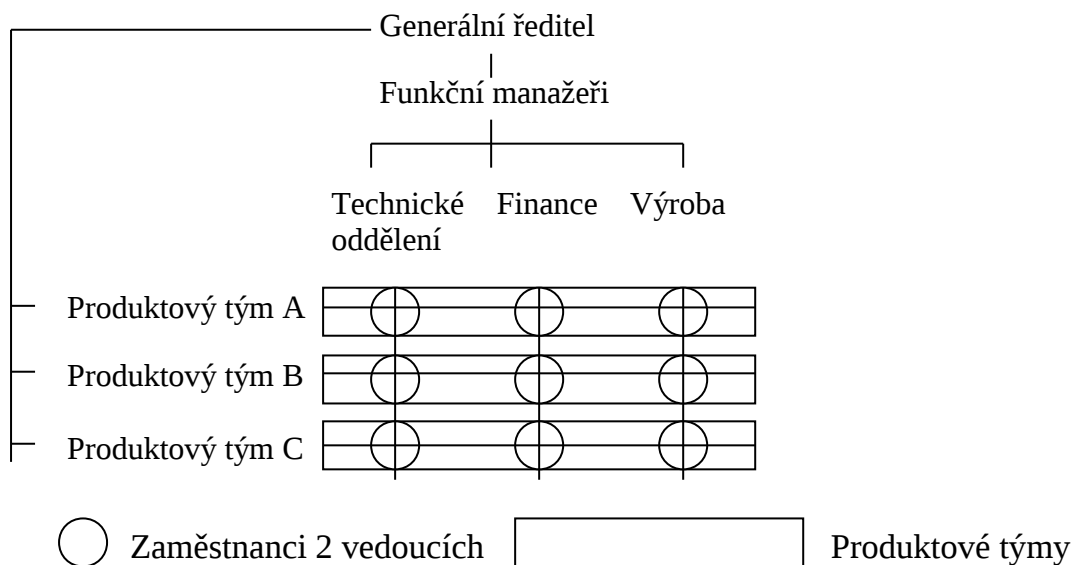 Generální ředitel
Funkční manažeři
Technické oddělení
Finance
Výroba
Produktový tým A
Produktový tým B
Produktový tým C
Zaměstnanci 2 vedoucích
Produktové týmy